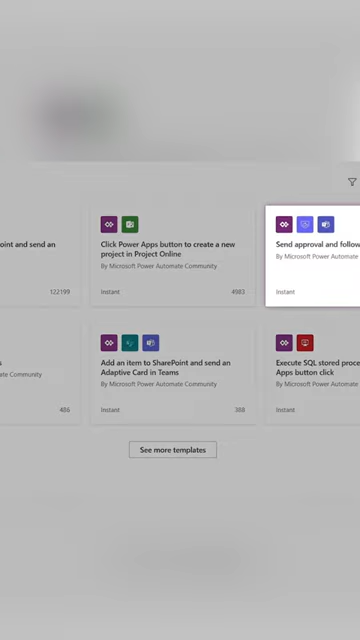 oint and send an
122199
Click Power Apps button to create a new
project in Project Online
By Microsoft Power Automate Community
Instant 4983
Send approval and follow
By Microsoft Power Automate
Instant
s
ate Community
486
Add an item to SharePoint and send an
Adaptive Card in Teams
By Microsoft Power Automate Community
Instant 388
Execute SQL stored proce
Apps button click
By Microsoft Power Automate
Instant
See more templates